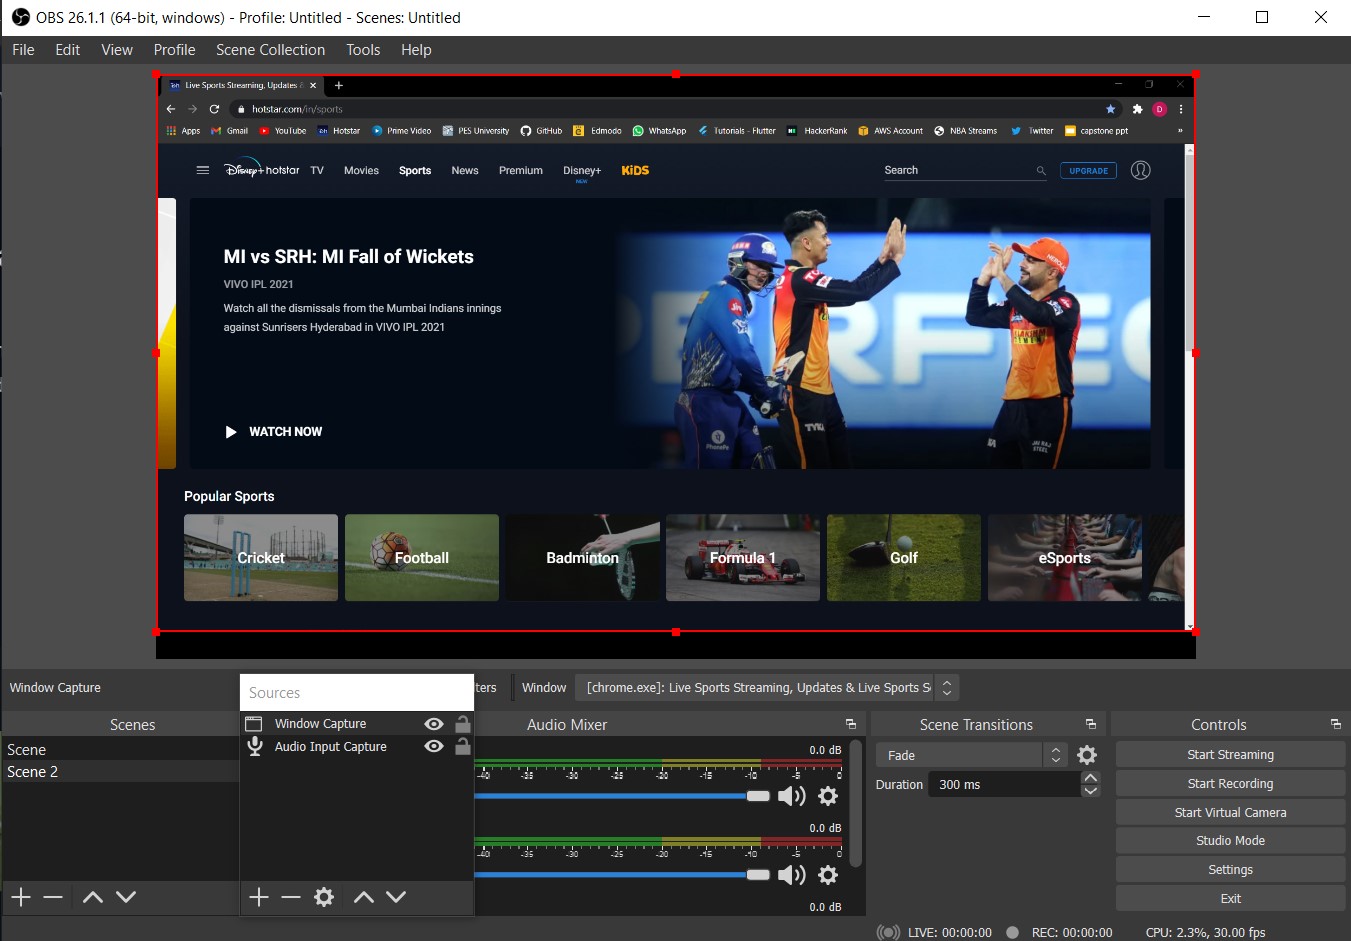 OBS 26.1.1 (64-bit, windows) - Profile: Untitled - Scenes: Untitled
File Edit View Profile Scene Collection Tools Help
Live Sports Streaming, Updates &
hotstar.com/in/sports
D
Apps Gmail YouTube Hotstar Prime Video PES University GitHub Edmodo WhatsApp Tutorials - Flutter HackerRank AWS Account NBA Streams Twitter capstone ppt »
Disney+ hotstar TV Movies Sports News Premium Disney+ KiDS Search UPGRADE
NEW
MI vs SRH: MI Fall of Wickets
VIVO IPL 2021
Watch all the dismissals from the Mumbai Indians innings
against Sunrisers Hyderabad in VIVO IPL 2021
WATCH NOW
PERFEC
TYKA
JAI RAJ
STEEL
PhonePe
Popular Sports
Cricket Football Badminton Formula 1 Golf eSports
Window Capture
Sources
ters Window [chrome.exe]: Live Sports Streaming, Updates & Live Sports S
Scenes
Window Capture
Audio Input Capture
Audio Mixer
Scene Transitions
Controls
Scene
Scene 2
0.0 dB
-40 -35 -30 -25 -20 -15 -10 -5 0
0.0 dB
-40 -35 -30 -25 -20 -15 -10 -5 0
0.0 dB
Fade
Duration 300 ms
Start Streaming
Start Recording
Start Virtual Camera
Studio Mode
Settings
Exit
LIVE: 00:00:00 REC: 00:00:00 CPU: 2.3%, 30.00 fps